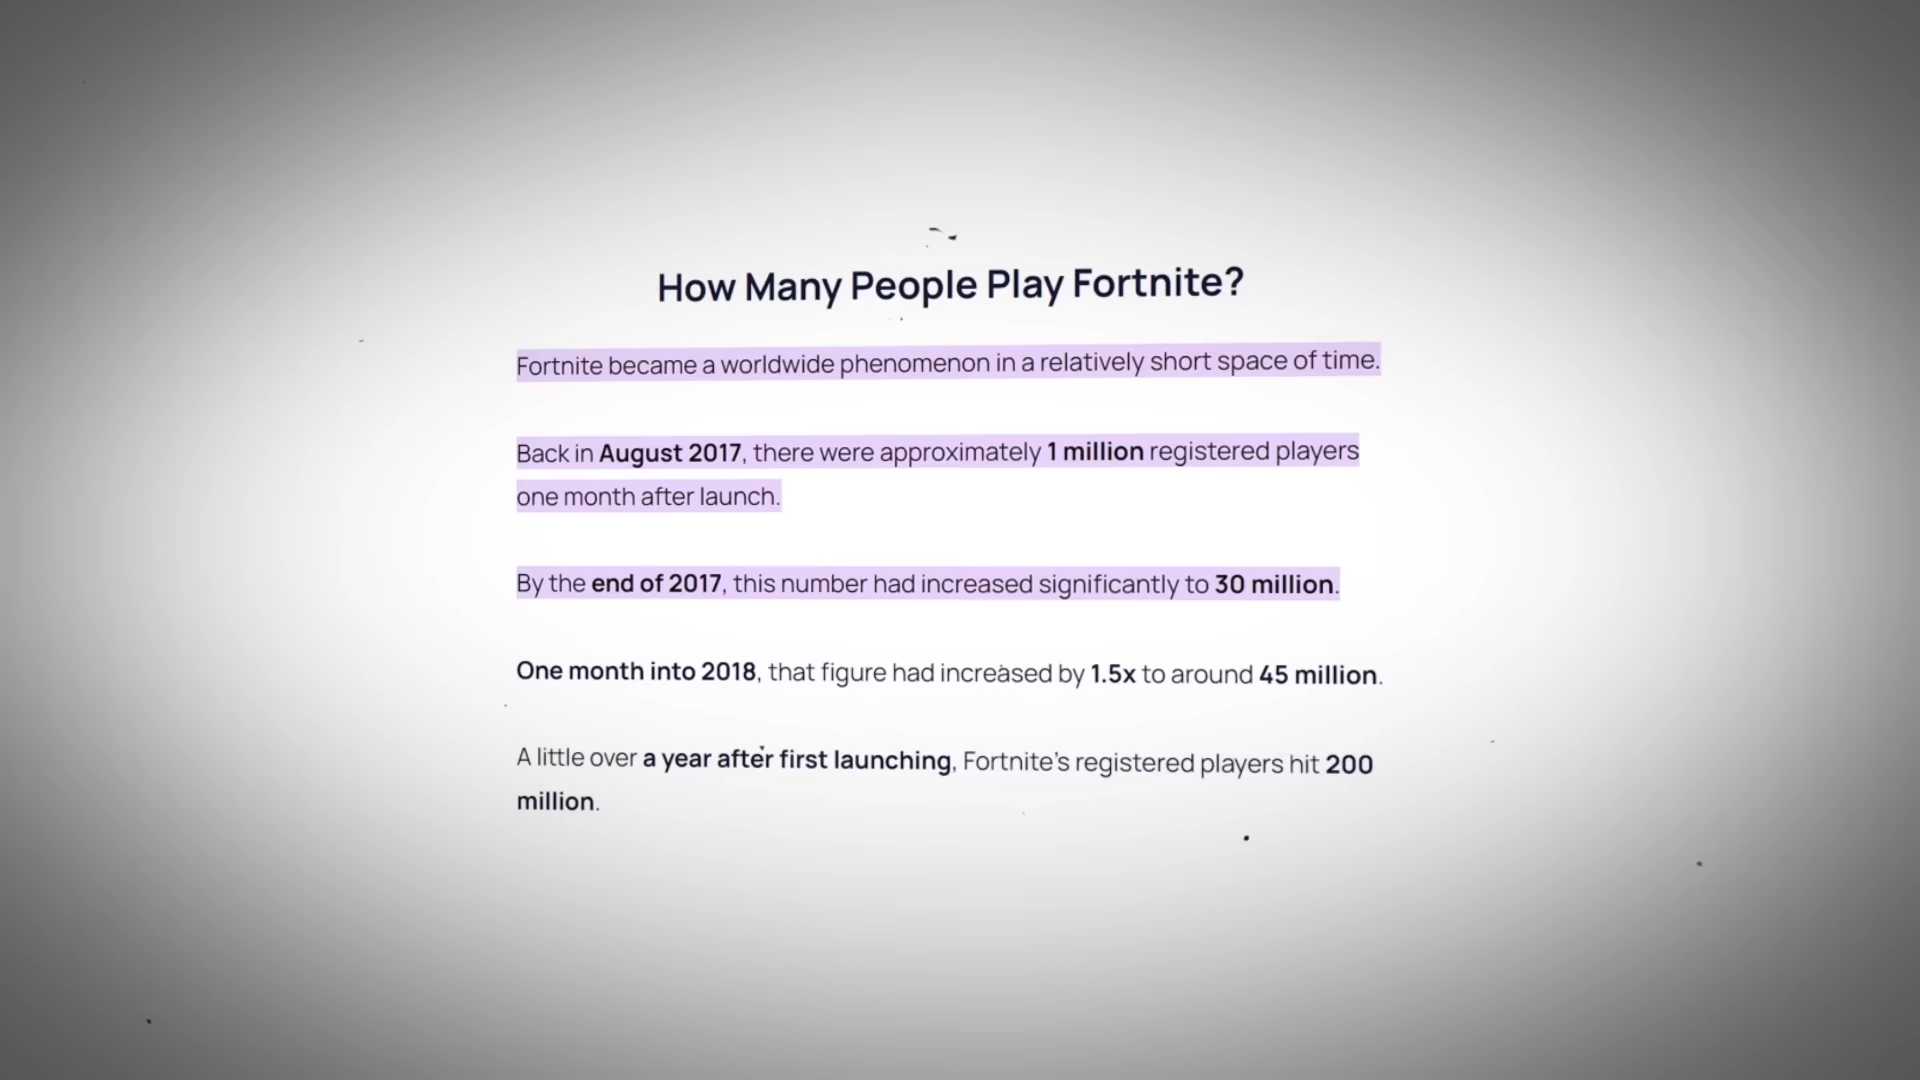 How Many People Play Fortnite?
Fortnite became a worldwide phenomenon in a relatively short space of time.
Back in August 2017, there were approximately 1 million registered players
one month after launch.
By the end of 2017, this number had increased significantly to 30 million.
One month into 2018, that figure had increased by 1.5x to around 45 million.
A little over a year after first launching, Fortnite's registered players hit 200
million.